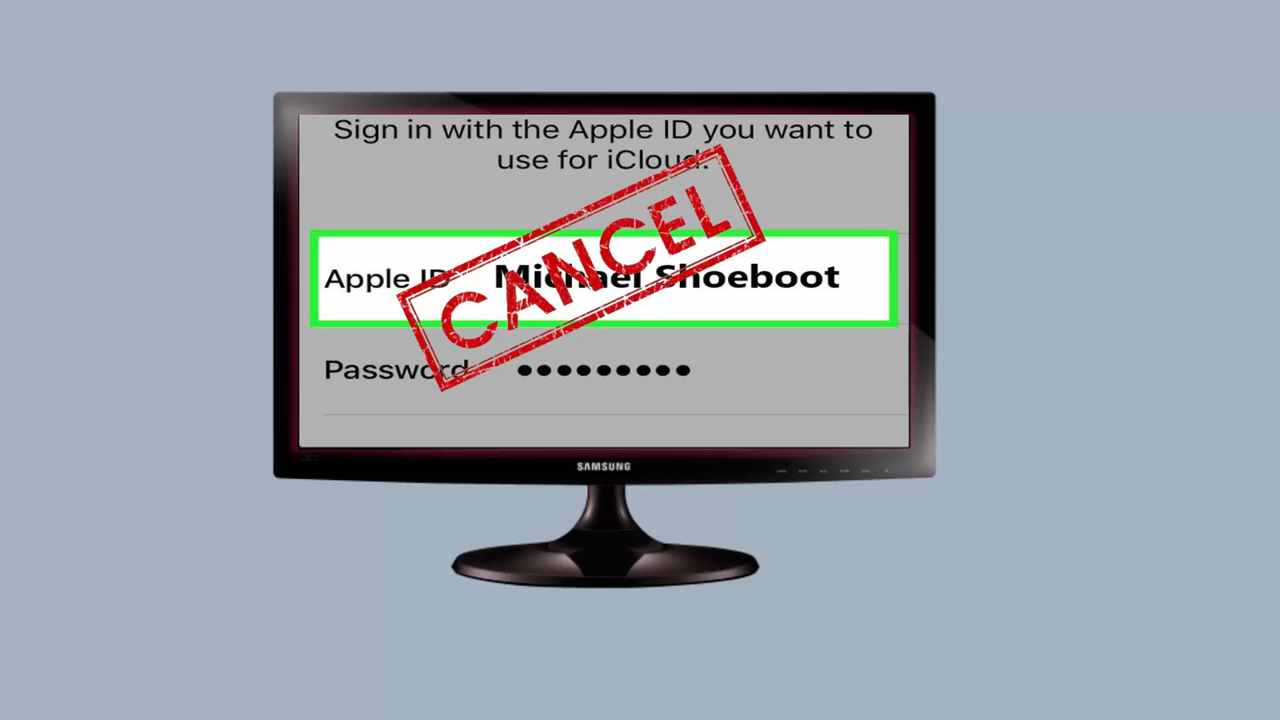 Sign in with the Apple ID you want to
use for iCloud.
CANCEL
Apple ID Michael Shoeboot
Password •••••••••
SAMSUNG